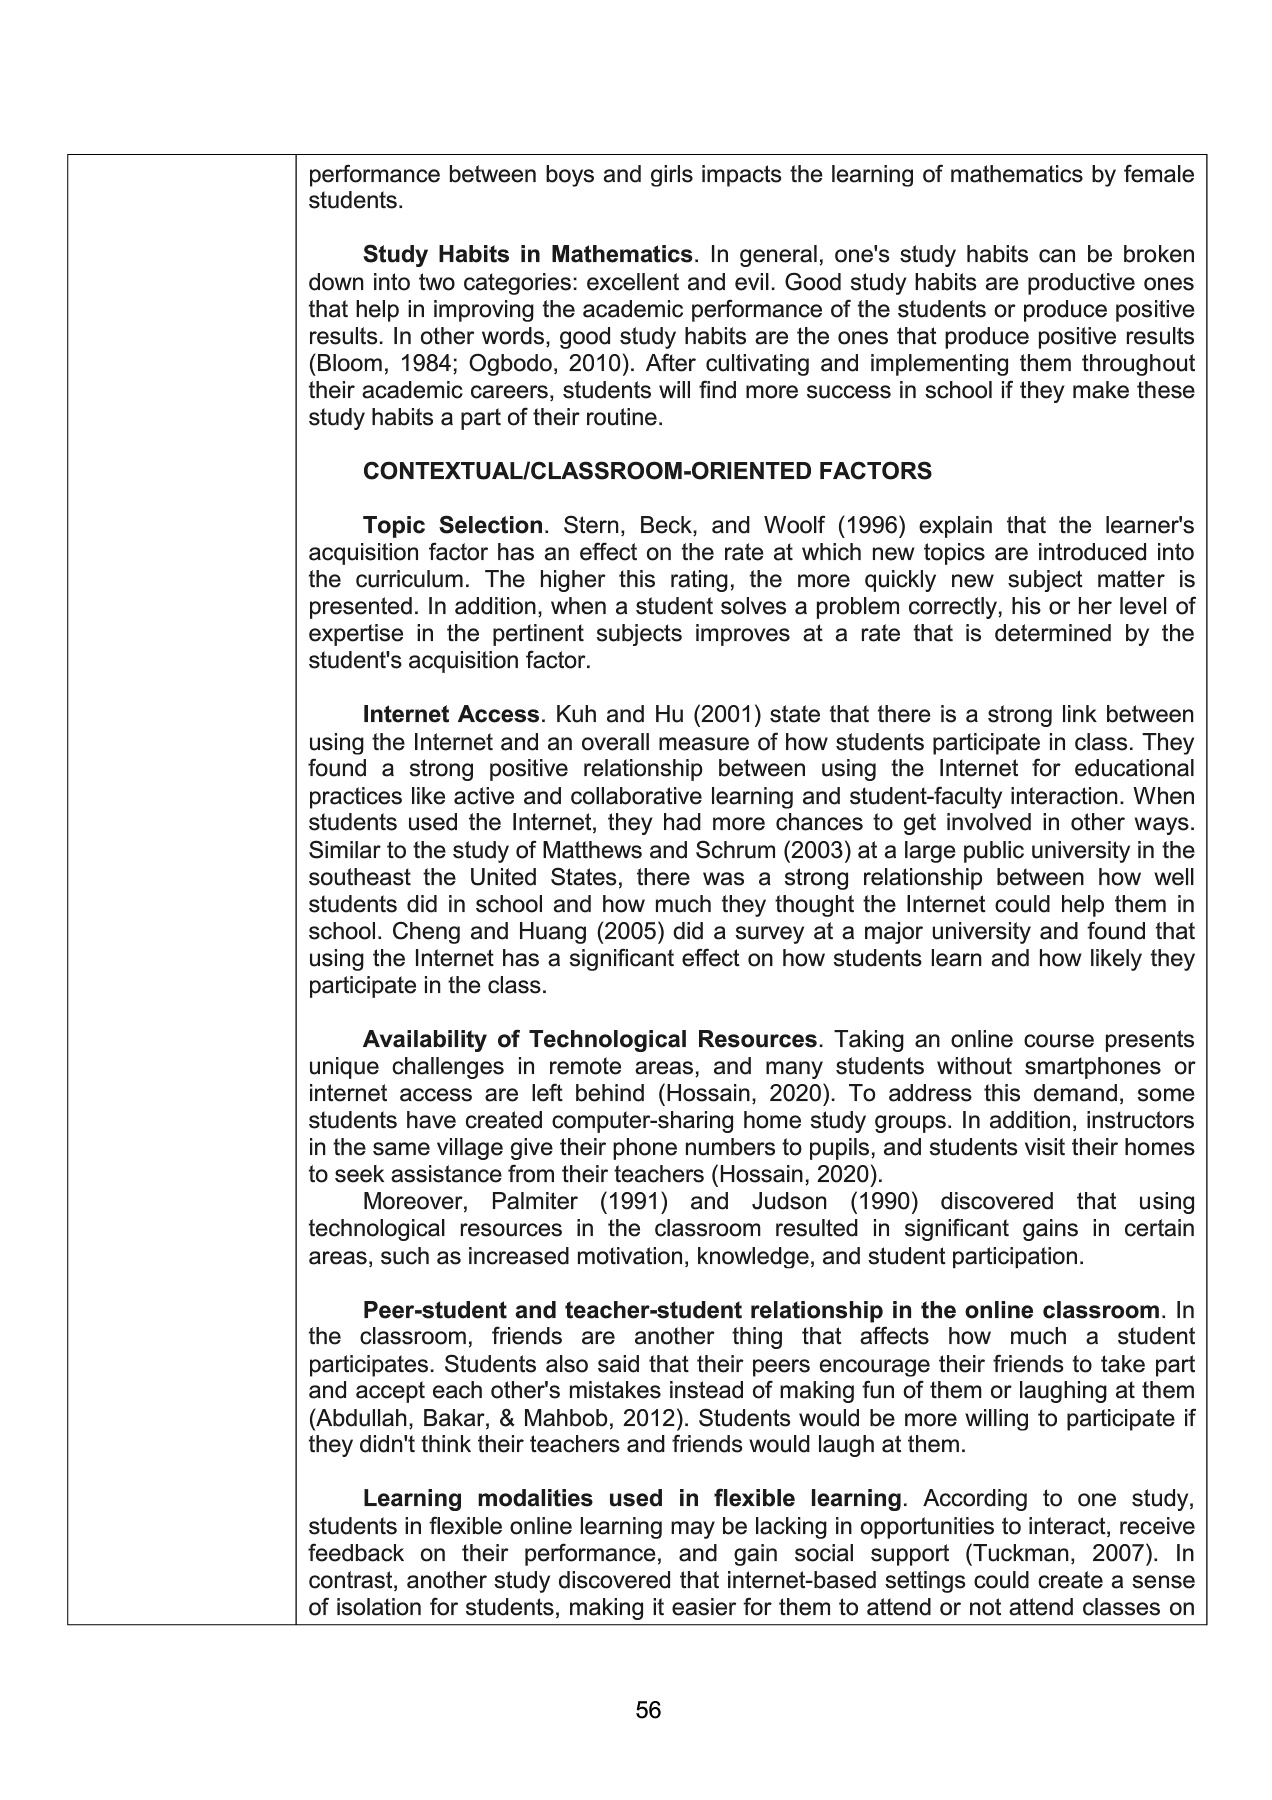 performance between boys and girls impacts the learning of mathematics by female
students.
Study Habits in Mathematics. In general, one's study habits can be broken
down into two categories: excellent and evil. Good study habits are productive ones
that help in improving the academic performance of the students or produce positive
results. In other words, good study habits are the ones that produce positive results
(Bloom, 1984; Ogbodo, 2010). After cultivating and implementing them throughout
their academic careers, students will find more success in school if they make these
study habits a part of their routine.
CONTEXTUAL/CLASSROOM-ORIENTED FACTORS
Topic Selection. Stern, Beck, and Woolf (1996) explain that the learner's
acquisition factor has an effect on the rate at which new topics are introduced into
the curriculum. The higher this rating, the more quickly new subject matter is
presented. In addition, when a student solves a problem correctly, his or her level of
expertise in the pertinent subjects improves at a rate that is determined by the
student's acquisition factor.
Internet Access. Kuh and Hu (2001) state that there is a strong link between
using the Internet and an overall measure of how students participate in class. They
found a strong positive relationship between using the Internet for educational
practices like active and collaborative learning and student-faculty interaction. When
students used the Internet, they had more chances to get involved in other ways.
Similar to the study of Matthews and Schrum (2003) at a large public university in the
southeast the United States, there was a strong relationship between how well
students did in school and how much they thought the Internet could help them in
school. Cheng and Huang (2005) did a survey at a major university and found that
using the Internet has a significant effect on how students learn and how likely they
participate in the class.
Availability of Technological Resources. Taking an online course presents
unique challenges in remote areas, and many students without smartphones or
internet access are left behind (Hossain, 2020). To address this demand, some
students have created computer-sharing home study groups. In addition, instructors
in the same village give their phone numbers to pupils, and students visit their homes
to seek assistance from their teachers (Hossain, 2020).
Moreover, Palmiter (1991) and Judson (1990) discovered that using
technological resources in the classroom resulted in significant gains in certain
areas, such as increased motivation, knowledge, and student participation.
Peer-student and teacher-student relationship in the online classroom. In
the classroom, friends are another thing that affects how much a student
participates. Students also said that their peers encourage their friends to take part
and accept each other's mistakes instead of making fun of them or laughing at them
(Abdullah, Bakar, & Mahbob, 2012). Students would be more willing to participate if
they didn't think their teachers and friends would laugh at them.
Learning modalities used in flexible learning. According to one study,
students in flexible online learning may be lacking in opportunities to interact, receive
feedback on their performance, and gain social support (Tuckman, 2007). In
contrast, another study discovered that internet-based settings could create a sense
of isolation for students, making it easier for them to attend or not attend classes on
56